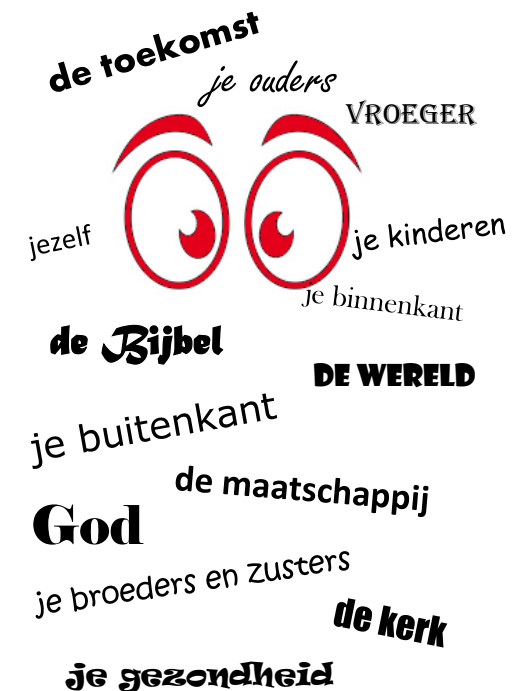 de toekomst
je ouders
VROEGER
jezelf
je kinderen
je binnenkant
de Bijbel
DE WERELD
je buitenkant
de maatschappij
God
je broeders en zusters
de kerk
je gezondheid